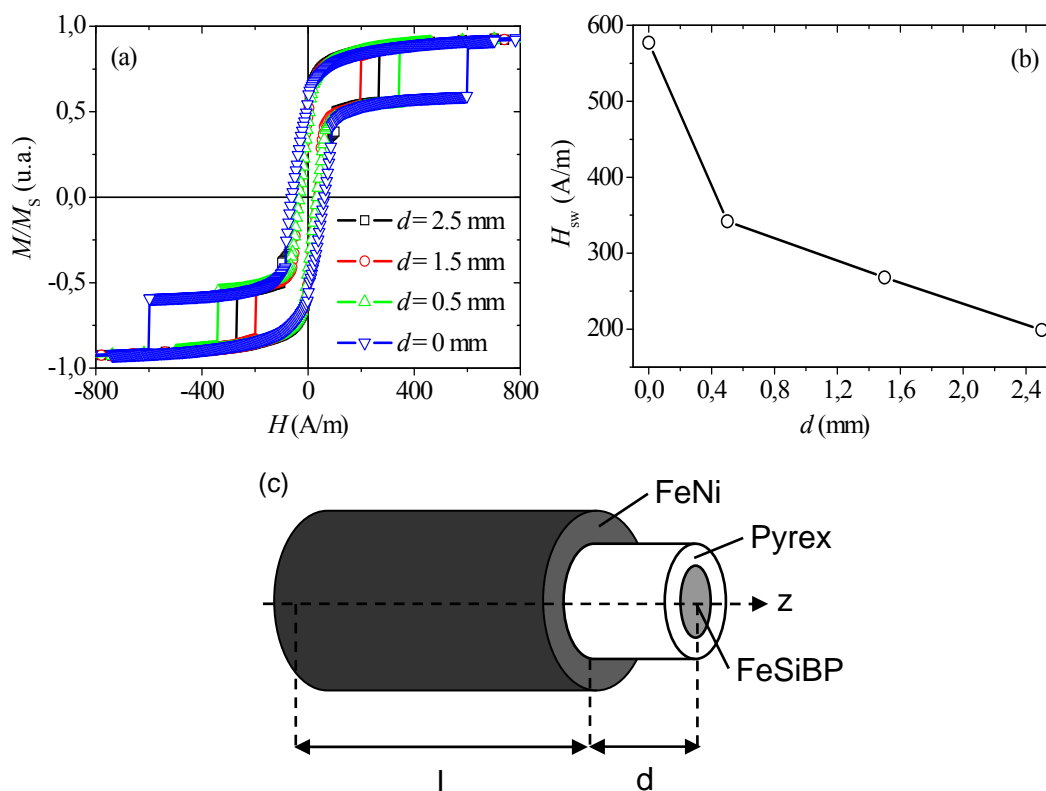 (a)
M/M_S (u.a.)
1,0
0,5
0,0
-0,5
-1,0
-800 -400 0 400 800
H (A/m)
d = 2.5 mm
d = 1.5 mm
d = 0.5 mm
d = 0 mm
(b)
H_sw (A/m)
600
500
400
300
200
0,0 0,4 0,8 1,2 1,6 2,0 2,4
d (mm)
(c)
FeNi
Pyrex
z
FeSiBP
l d